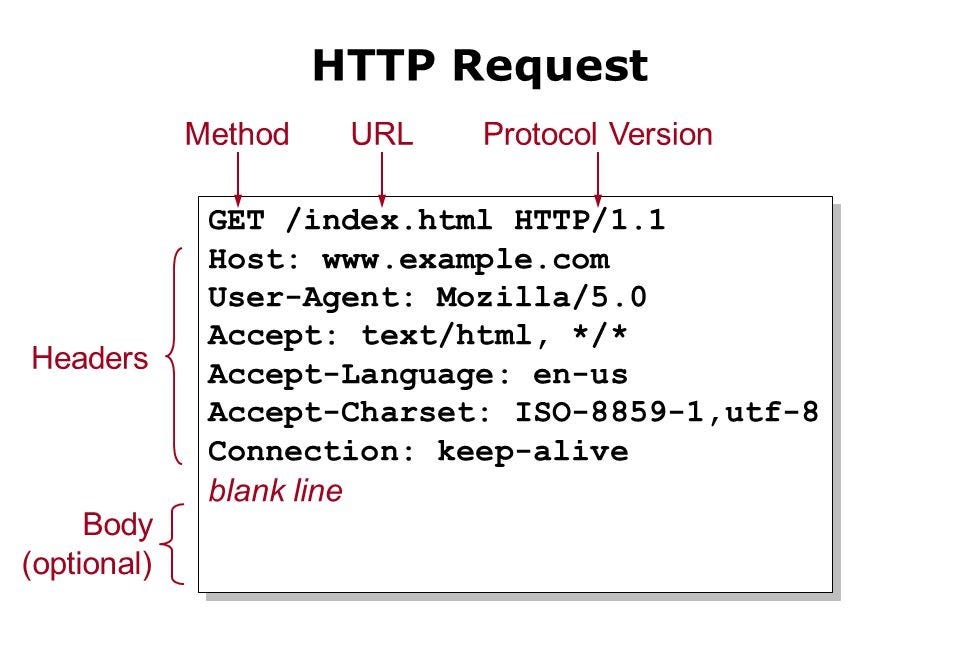 HTTP Request
Method URL Protocol Version
GET /index.html HTTP/1.1
Host: www.example.com
User-Agent: Mozilla/5.0
Accept: text/html, */*
Headers
Accept-Language: en-us
Accept-Charset: ISO-8859-1,utf-8
Connection: keep-alive
blank line
Body
(optional)